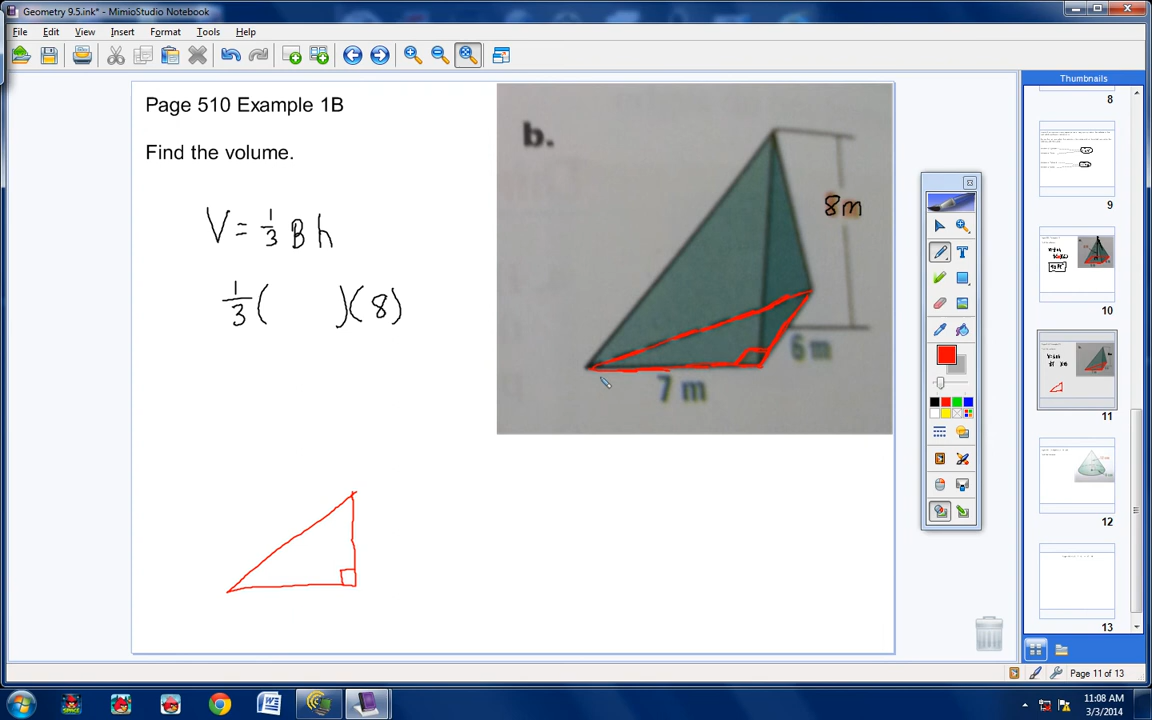 Geometry 9.5.ink* - MimioStudio Notebook
File Edit View Insert Format Tools Help
Thumbnails
Page 510 Example 1B
Find the volume.
V = 1/3 B h
1/3 ( )(8)
b.
8m
6 m
7 m
8
9
10
11
12
13
Page 11 of 13
11:08 AM
3/3/2014